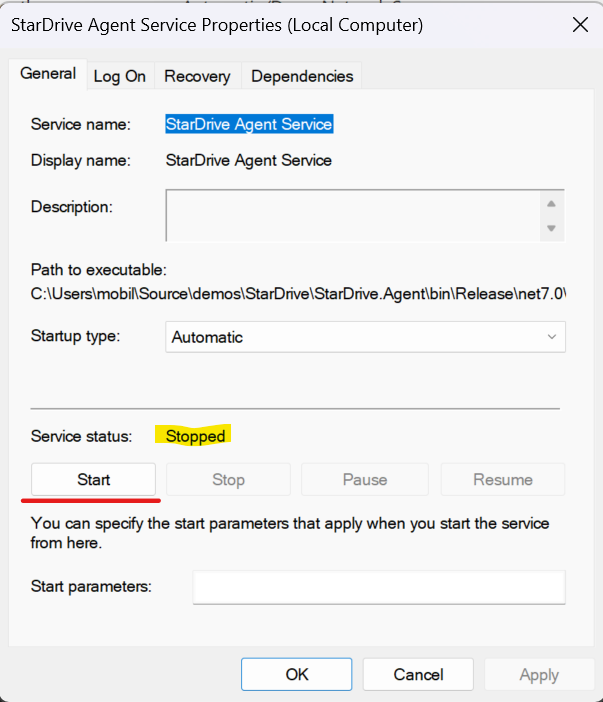 StarDrive Agent Service Properties (Local Computer)
General Log On Recovery Dependencies
Service name: StarDrive Agent Service
Display name: StarDrive Agent Service
Description:
Path to executable:
C:\Users\mobil\Source\demos\StarDrive\StarDrive.Agent\bin\Release\net7.0\
Startup type: Automatic
Service status: Stopped
Start Stop Pause Resume
You can specify the start parameters that apply when you start the service
from here.
Start parameters:
OK Cancel Apply